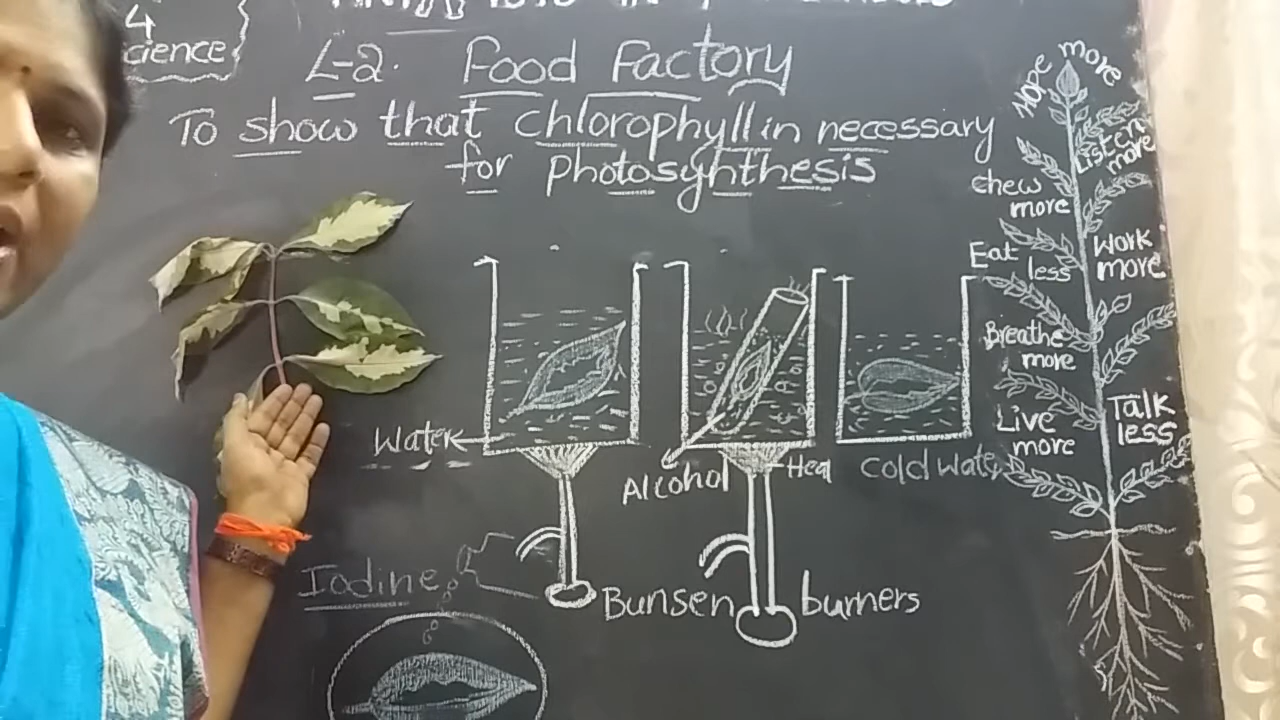 4
cience
L-2. Food Factory
To show that chlorophyll in necessary
for photosynthesis
Water
Alcohol
Heal
Cold Water
Iodine
Bunsen burners
Hope more
Listen more
Chew more
Work more
Eat less
Breathe more
Talk less
Live more